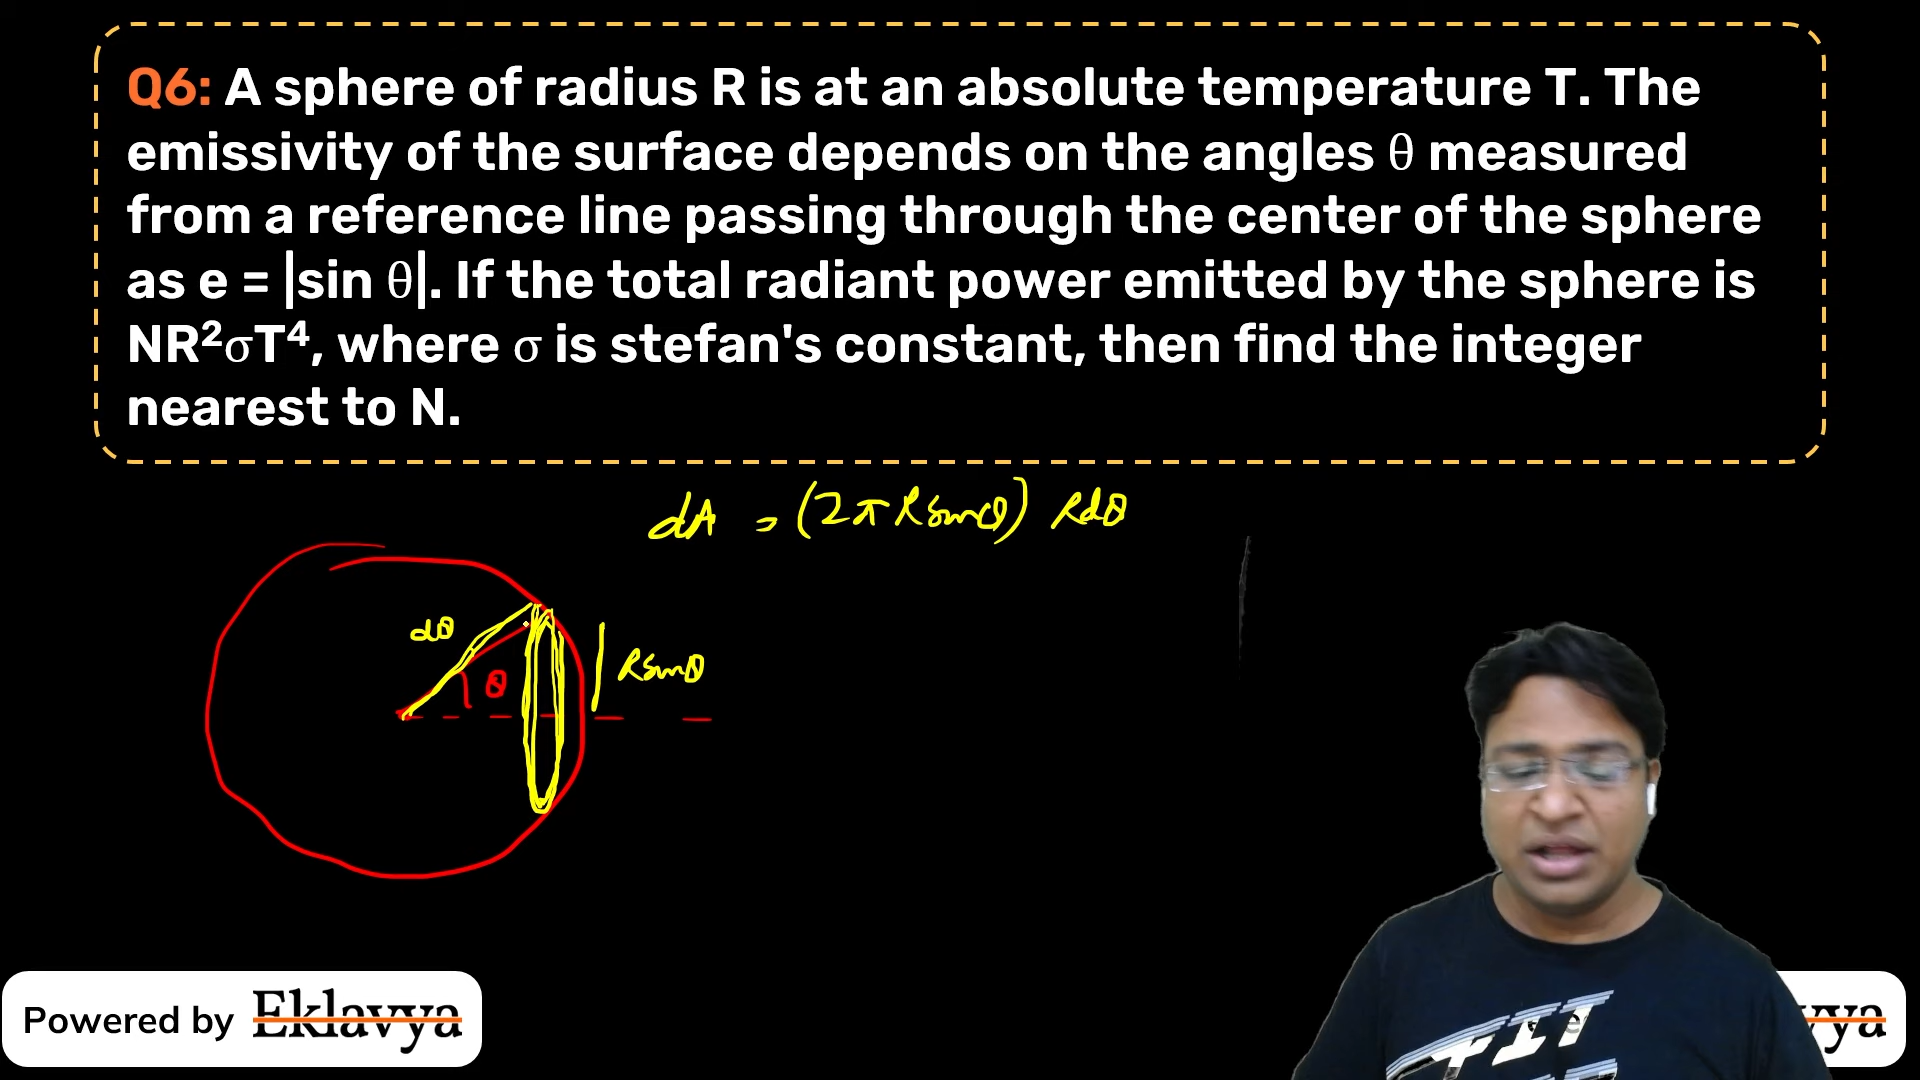 Q6: A sphere of radius R is at an absolute temperature T. The
emissivity of the surface depends on the angles θ measured
from a reference line passing through the center of the sphere
as e = |sin θ|. If the total radiant power emitted by the sphere is
NR²σT⁴, where σ is stefan's constant, then find the integer
nearest to N.
dA = (2πRsinθ) Rdθ
dθ
θ
Rsinθ
Powered by Eklavya
vya